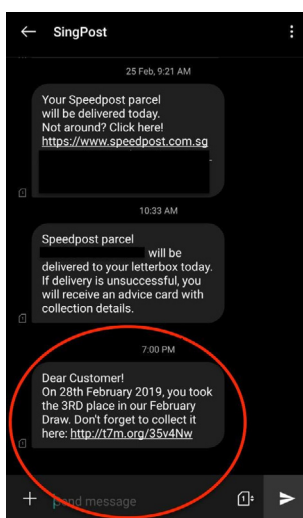 SingPost
25 Feb, 9:21 AM
Your Speedpost parcel
will be delivered today.
Not around? Click here!
https://www.speedpost.com.sg
10:33 AM
Speedpost parcel
will be
delivered to your letterbox today.
If delivery is unsuccessful, you
will receive an advice card with
collection details.
7:00 PM
Dear Customer!
On 28th February 2019, you took
the 3RD place in our February
Draw. Don't forget to collect it
here: http://t7m.org/35v4Nw
Send message